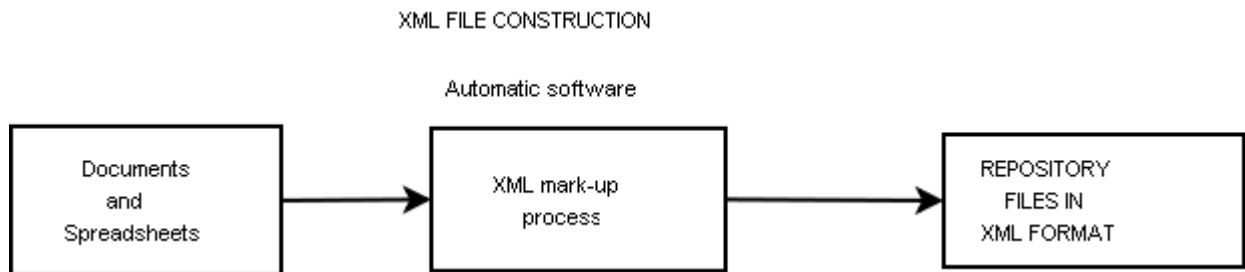 XML FILE CONSTRUCTION
Automatic software
Documents
and
Spreadsheets
XML mark-up
process
REPOSITORY
FILES IN
XML FORMAT